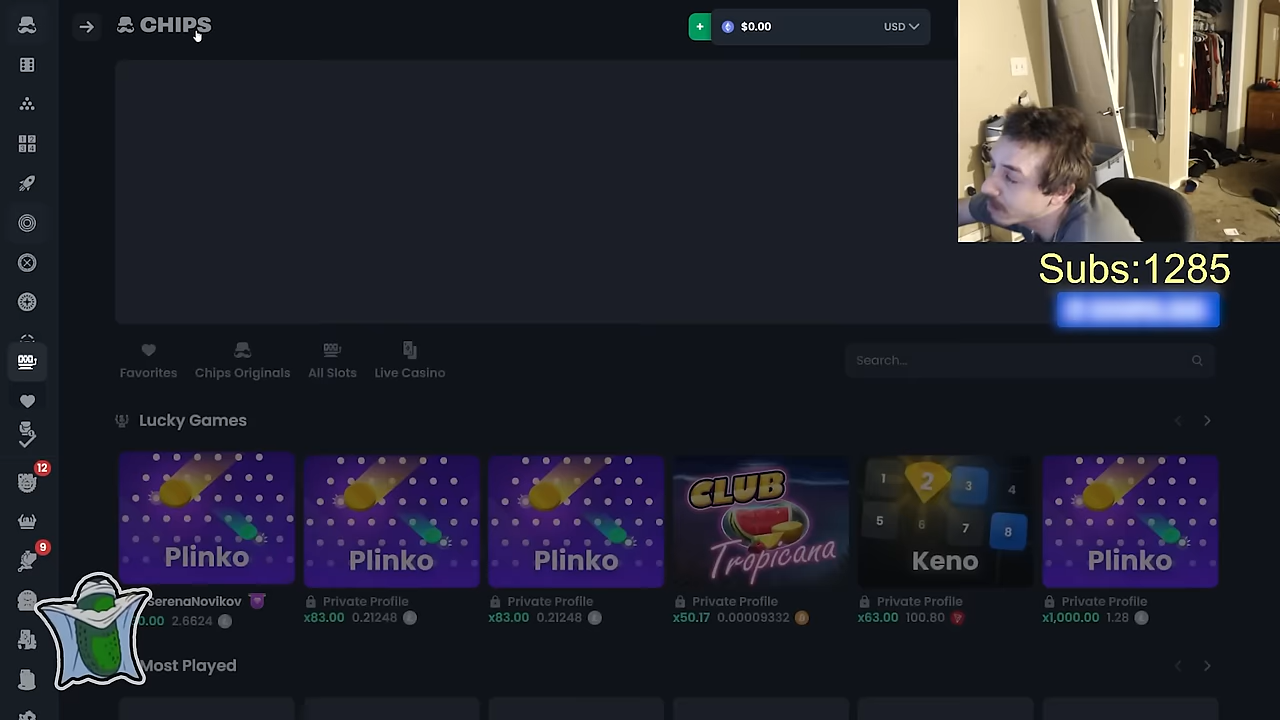 CHIPS
+
$0.00
USD
Subs:1285
Favorites
Chips Originals
All Slots
Live Casino
Search...
Lucky Games
Plinko
Plinko
Plinko
CLUB
Tropicana
1
2
3
4
5
6
7
8
Keno
Plinko
SerenaNovikov
Private Profile
Private Profile
Private Profile
Private Profile
Private Profile
0.00 2.6624
x83.00 0.21248
x83.00 0.21248
x50.17 0.00009332
x63.00 100.80
x1,000.00 1.28
Most Played
12
9